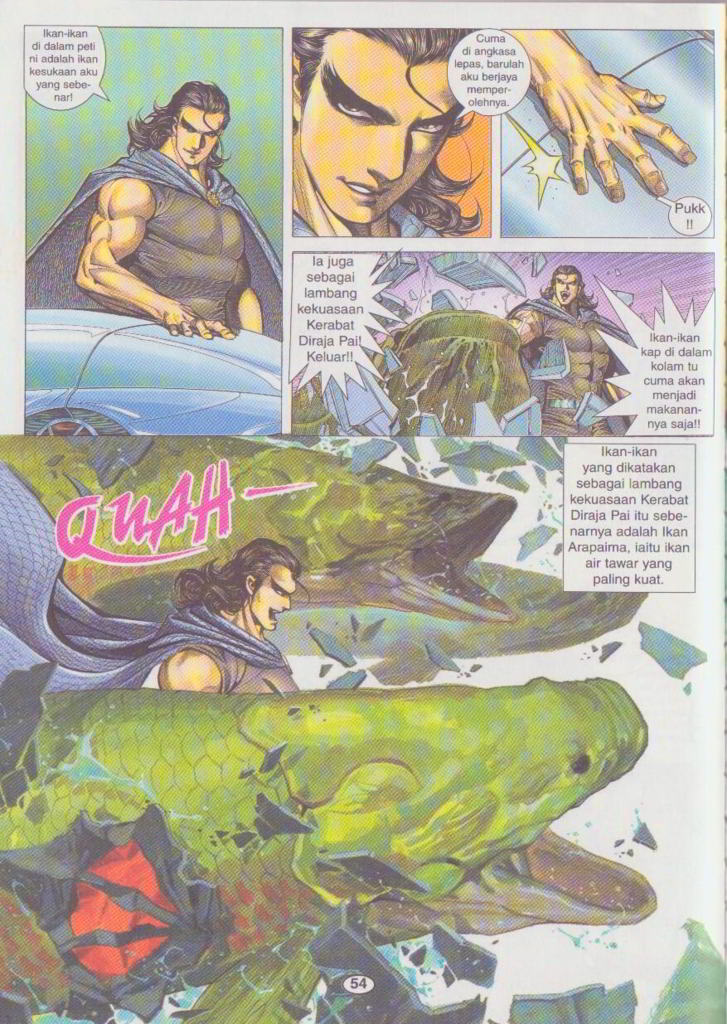 Ikan-ikan
di dalam peti
ni adalah ikan
kesukaan aku
yang sebe-
nar!
Cuma
di angkasa
lepas, barulah
aku berjaya
memper-
olehnya.
Pukk
!!
Ia juga
sebagai
lambang
kekuasaan
Kerabat
Diraja Pai!
Keluar!!
Ikan-ikan
kap di dalam
kolam tu
cuma akan
menjadi
makanan-
nya saja!!
QUAH
Ikan-ikan
yang dikatakan
sebagai lambang
kekuasaan Kerabat
Diraja Pai itu sebe-
narnya adalah Ikan
Arapaima, iaitu ikan
air tawar yang
paling kuat.
54